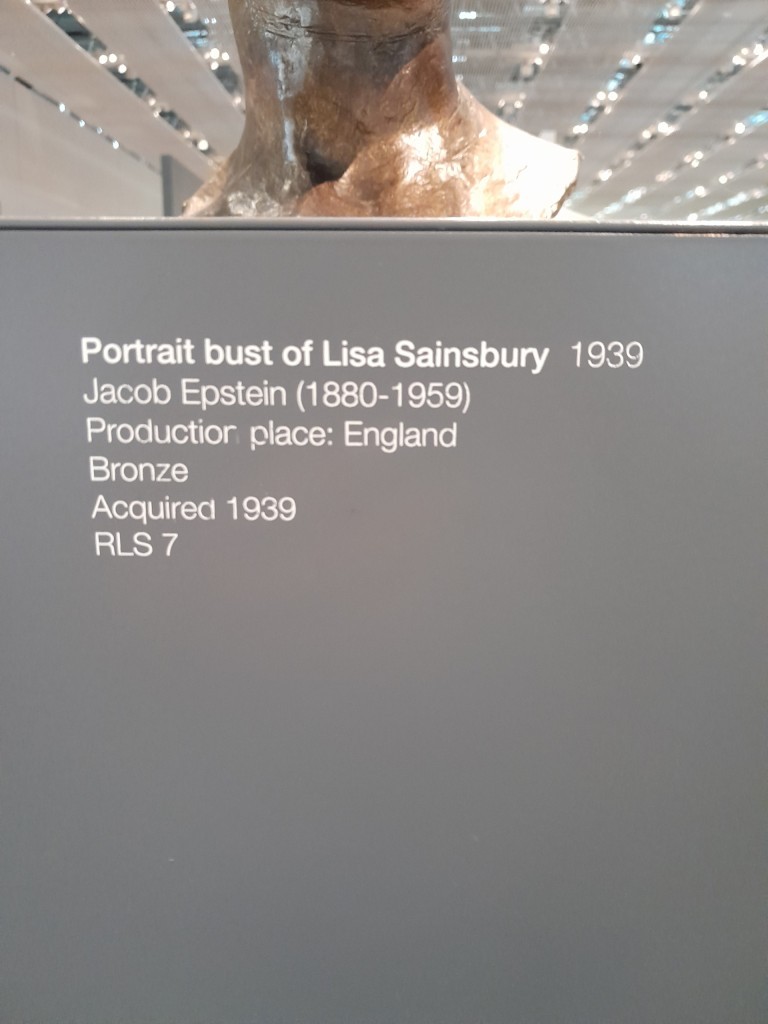 Portrait bust of Lisa Sainsbury 1939
Jacob Epstein (1880-1959)
Production place: England
Bronze
Acquired 1939
RLS 7